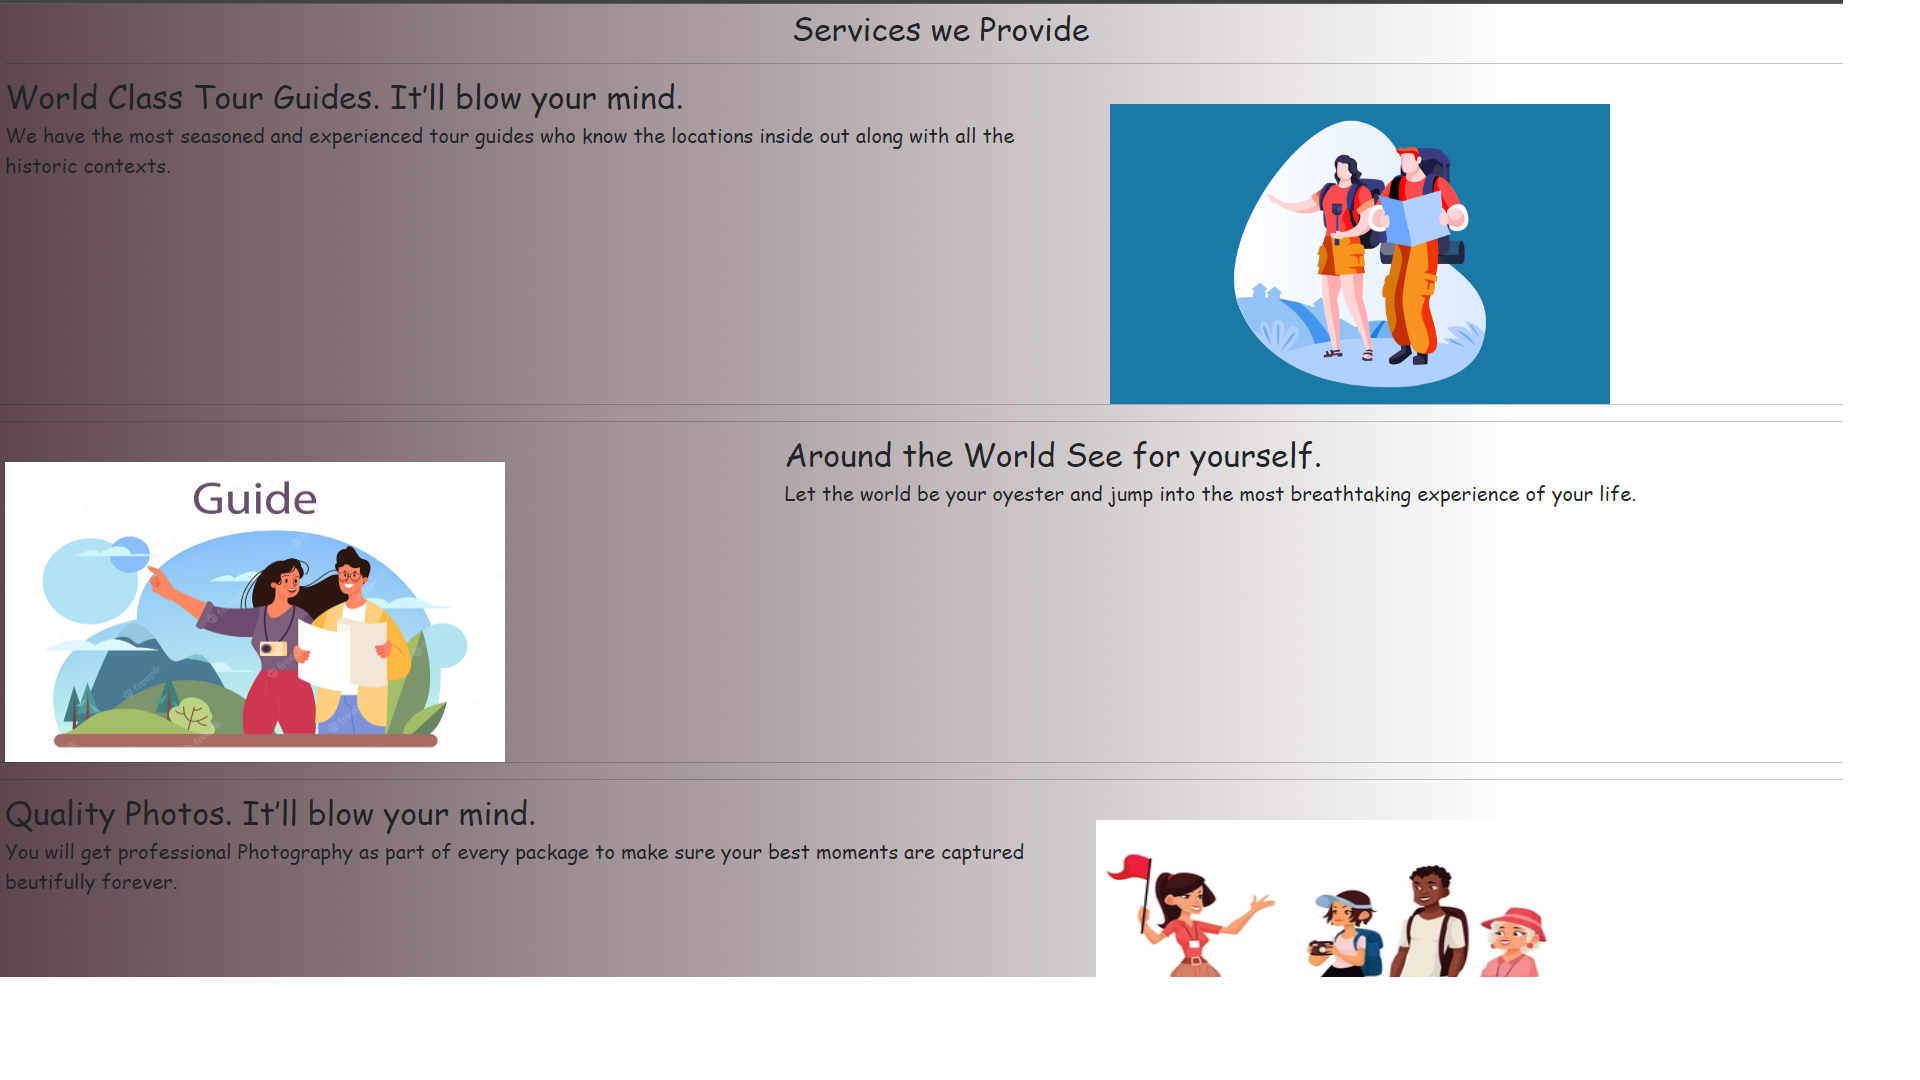 Services we Provide
World Class Tour Guides. It'll blow your mind.
We have the most seasoned and experienced tour guides who know the locations inside out along with all the
historic contexts.
Around the World See for yourself.
Let the world be your oyester and jump into the most breathtaking experience of your life.
Guide
freepik
Quality Photos. It'll blow your mind.
You will get professional Photography as part of every package to make sure your best moments are captured
beutifully forever.